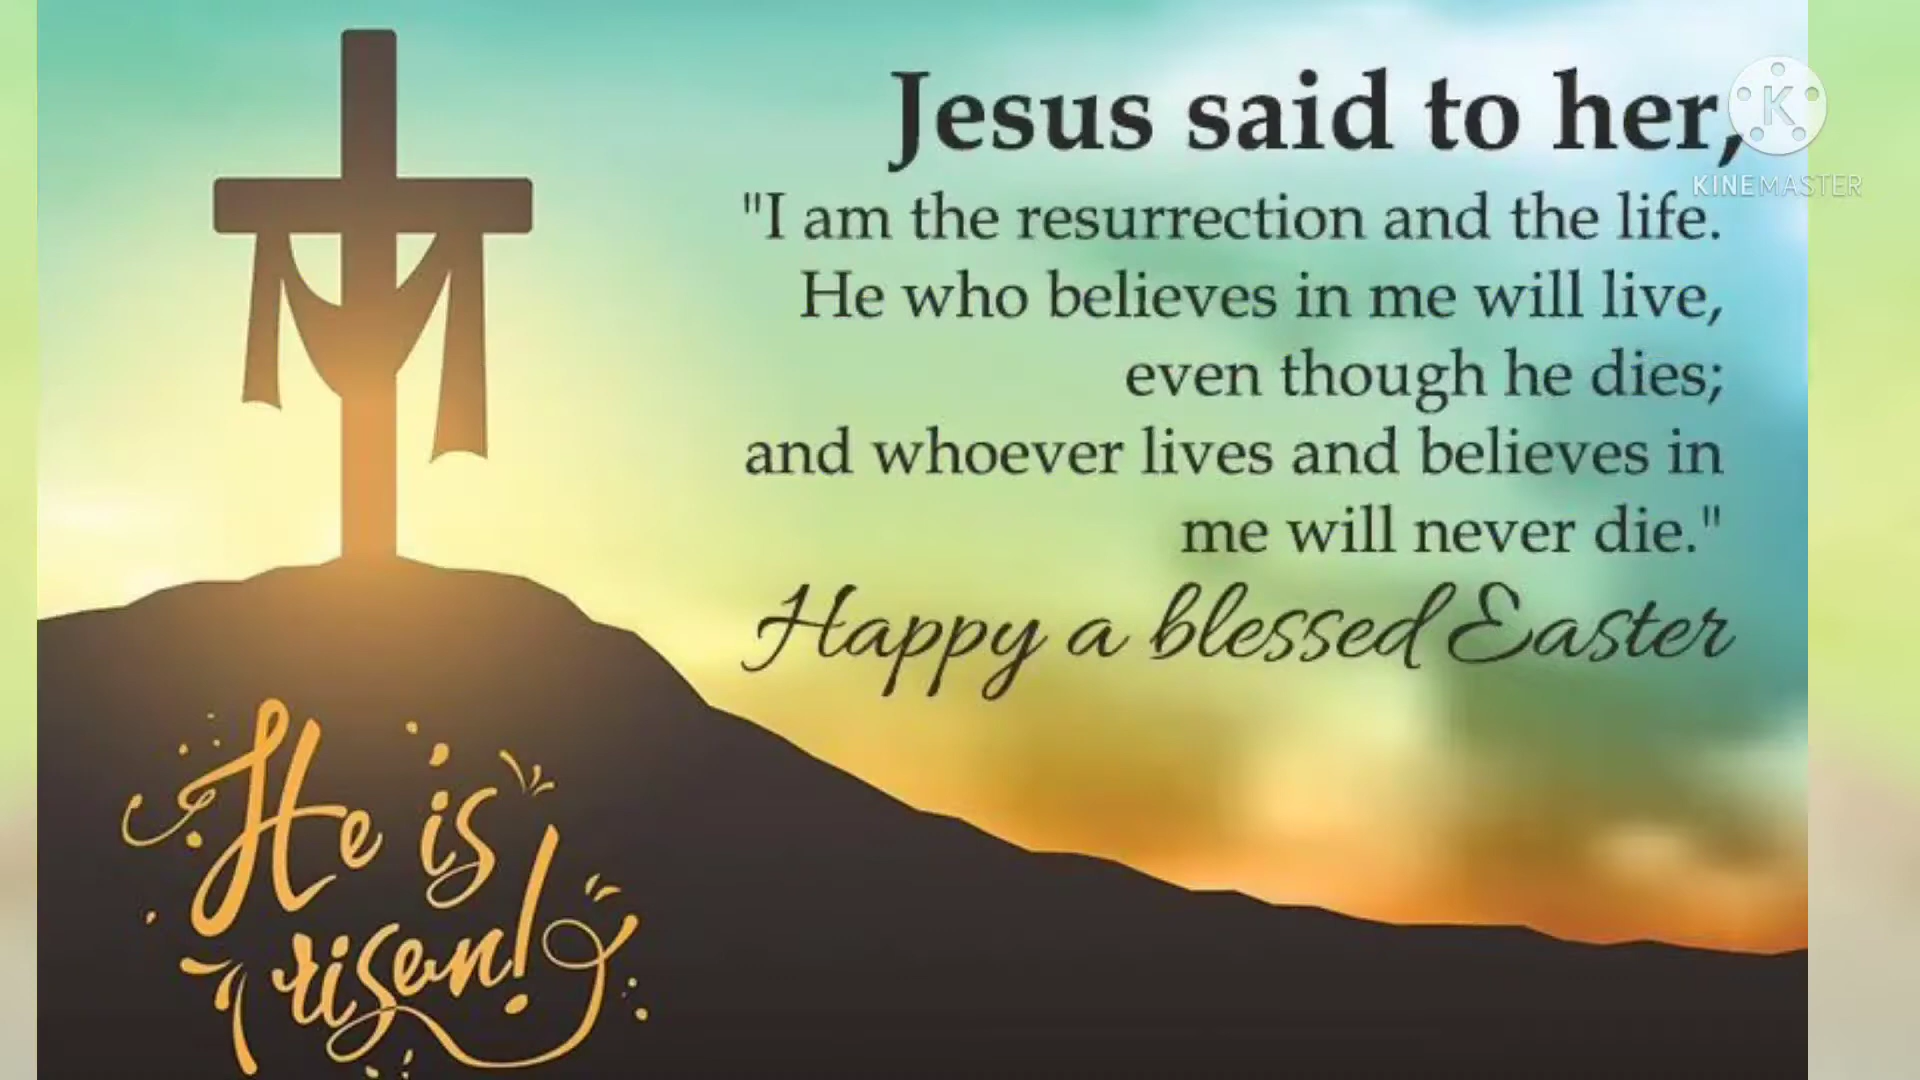 Jesus said to her,
"I am the resurrection and the life.
He who believes in me will live,
even though he dies;
and whoever lives and believes in
me will never die."
Happy a blessed Easter
He is
risen!
K
KINEMASTER